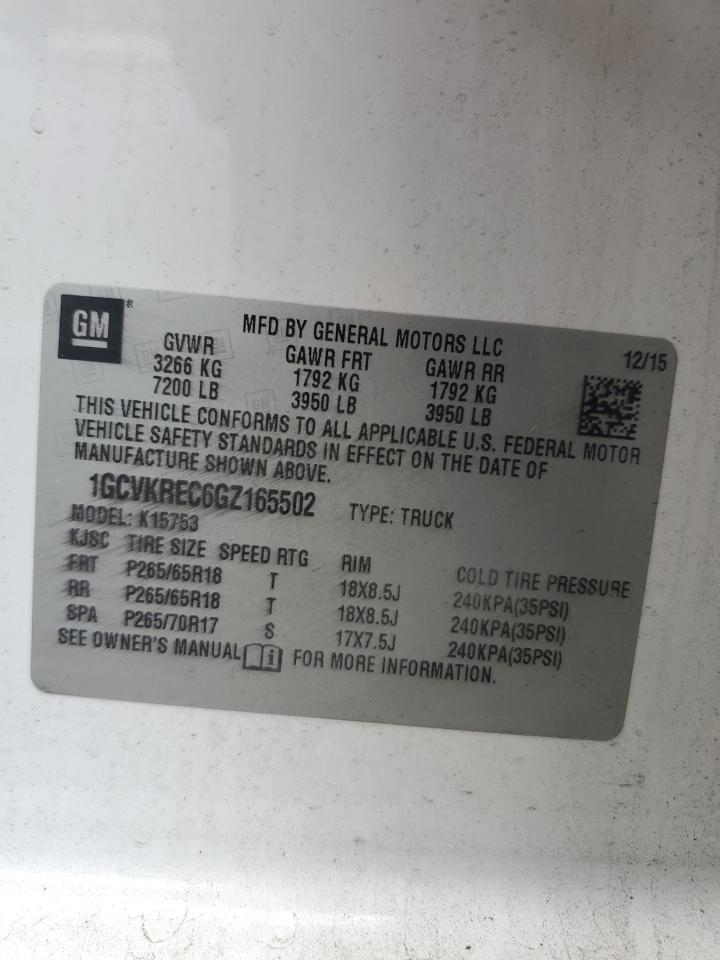 GM ®
MFD BY GENERAL MOTORS LLC 12/15
GVWR GAWR FRT GAWR RR
3266 KG 1792 KG 1792 KG
7200 LB 3950 LB 3950 LB
THIS VEHICLE CONFORMS TO ALL APPLICABLE U.S. FEDERAL MOTOR
VEHICLE SAFETY STANDARDS IN EFFECT ON THE DATE OF
MANUFACTURE SHOWN ABOVE.
1GCVKREC6GZ165502 TYPE: TRUCK
MODEL: K15753
KJSC TIRE SIZE SPEED RTG RIM COLD TIRE PRESSURE
FRT P265/65R18 T 18X8.5J 240KPA(35PSI)
RR P265/65R18 T 18X8.5J 240KPA(35PSI)
SPA P265/70R17 S 17X7.5J 240KPA(35PSI)
SEE OWNER'S MANUAL i FOR MORE INFORMATION.